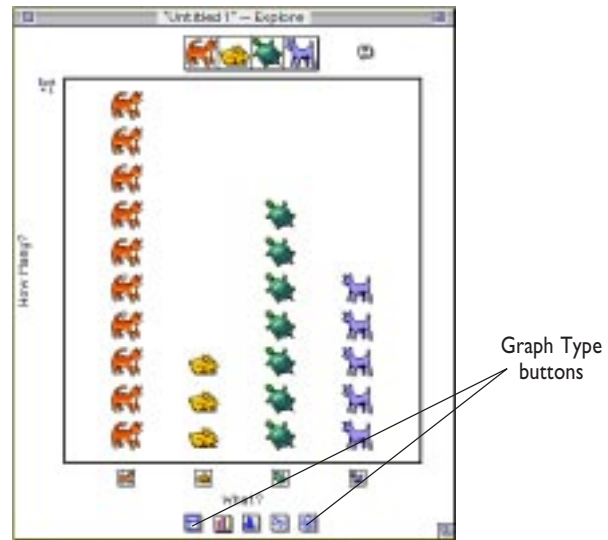 "Untitled 1" — Explore
How Many?
What?
Graph Type
buttons